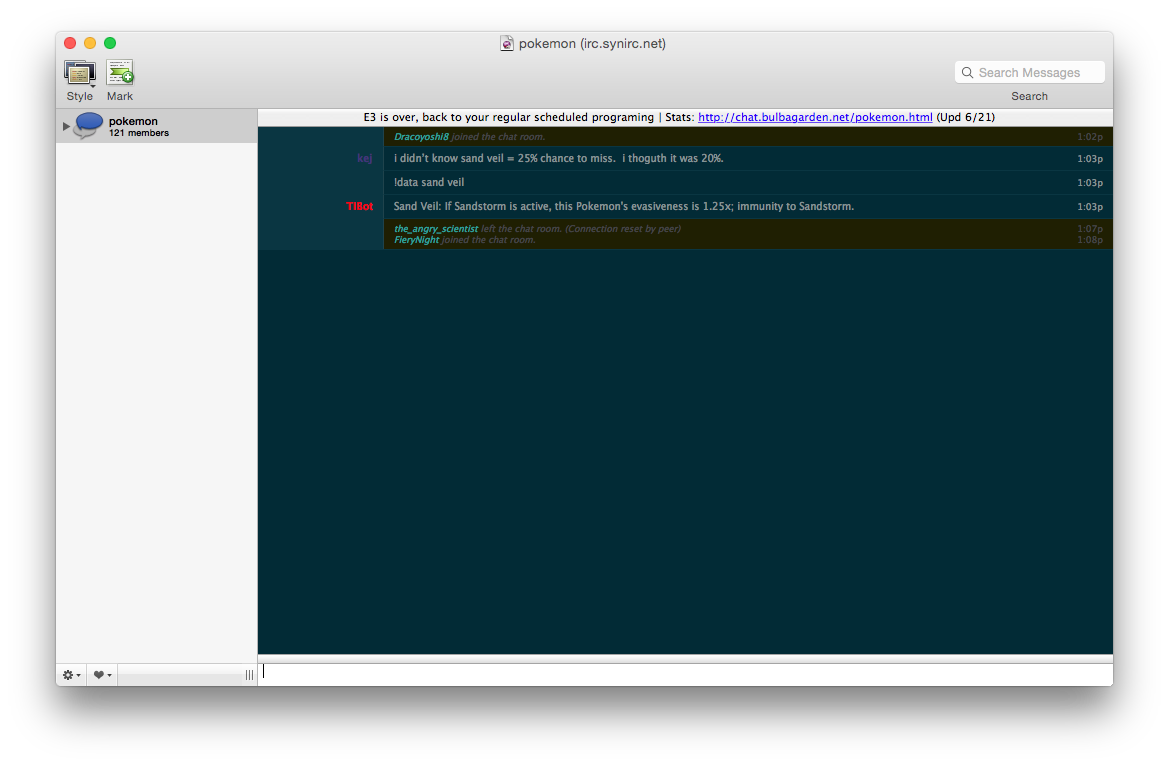 pokemon (irc.synirc.net)
Style
Mark
Search Messages
Search
pokemon
121 members
E3 is over, back to your regular scheduled programing | Stats: http://chat.bulbagarden.net/pokemon.html (Upd 6/21)
Dracoyoshi8 joined the chat room. 1:02p
kej i didn't know sand veil = 25% chance to miss.  i thoguth it was 20%. 1:03p
!data sand veil 1:03p
TIBot Sand Veil: If Sandstorm is active, this Pokemon's evasiveness is 1.25x; immunity to Sandstorm. 1:03p
the_angry_scientist left the chat room. (Connection reset by peer) 1:07p
FieryNight joined the chat room. 1:08p